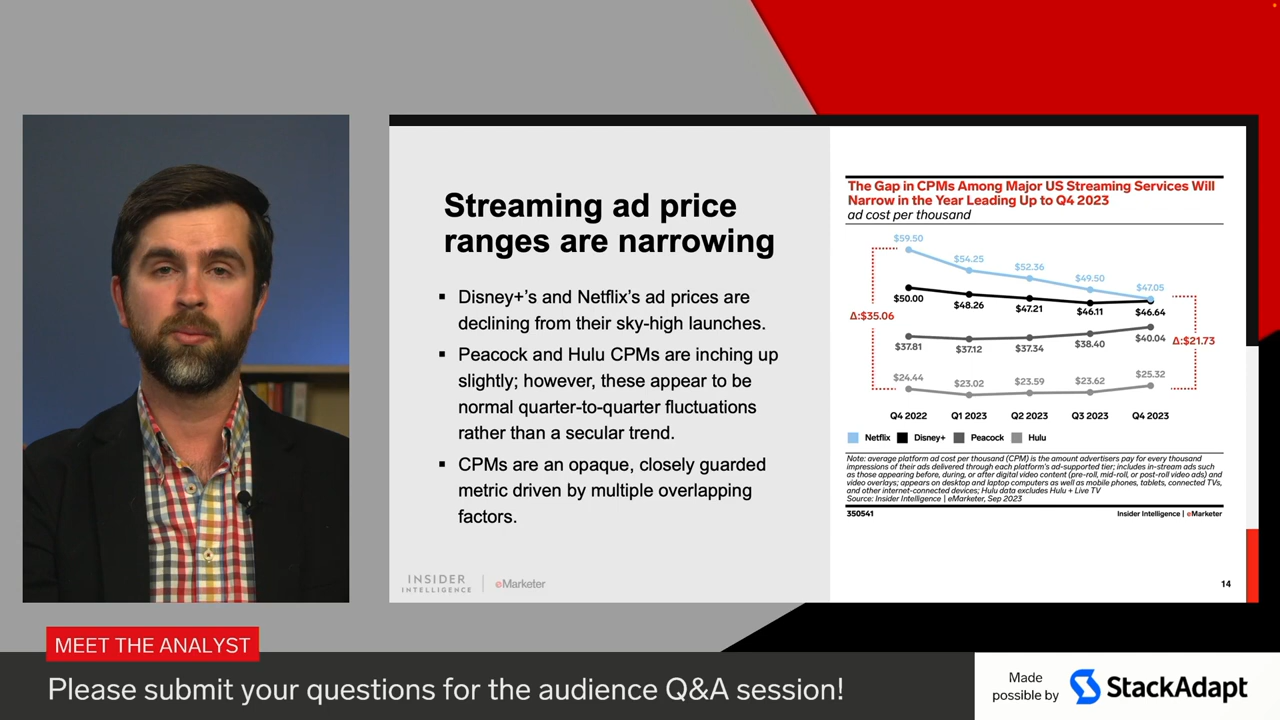 Streaming ad price
ranges are narrowing
▪ Disney+’s and Netflix’s ad prices are
declining from their sky-high launches.
▪ Peacock and Hulu CPMs are inching up
slightly; however, these appear to be
normal quarter-to-quarter fluctuations
rather than a secular trend.
▪ CPMs are an opaque, closely guarded
metric driven by multiple overlapping
factors.
INSIDER
INTELLIGENCE
eMarketer
The Gap in CPMs Among Major US Streaming Services Will
Narrow in the Year Leading Up to Q4 2023
ad cost per thousand
$59.50 $54.25 $52.36 $49.50 $47.05
$50.00 $48.26 $47.21 $46.11 $46.64
Δ:$35.06
Δ:$21.73
$37.81 $37.12 $37.34 $38.40 $40.04
$24.44 $23.02 $23.59 $23.62 $25.32
Q4 2022 Q1 2023 Q2 2023 Q3 2023 Q4 2023
Netflix Disney+ Peacock Hulu
Note: average platform ad cost per thousand (CPM) is the amount advertisers pay for every thousand
impressions of their ads delivered through each platform's ad-supported tier; includes in-stream ads such
as those appearing before, during, or after digital video content (pre-roll, mid-roll, or post-roll video ads) and
video overlays; appears on desktop and laptop computers as well as mobile phones, tablets, connected TVs,
and other internet-connected devices; Hulu data excludes Hulu + Live TV
Source: Insider Intelligence | eMarketer, Sep 2023
350541 Insider Intelligence | eMarketer
14
MEET THE ANALYST
Please submit your questions for the audience Q&A session!
Made
possible by
StackAdapt